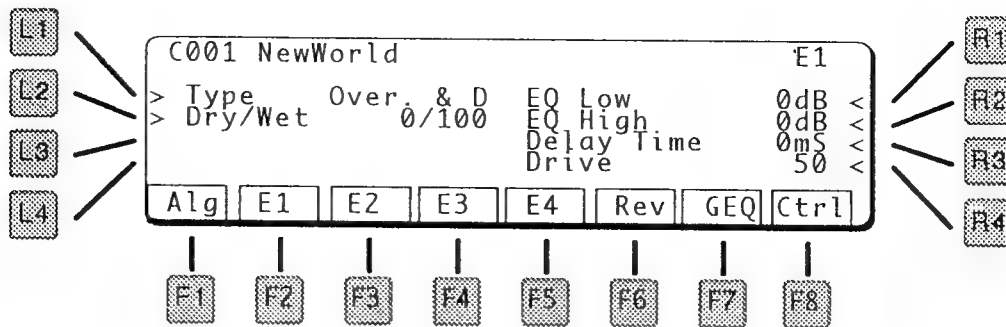 L1
L2
L3
L4
C001 NewWorld E1
> Type Over. & D EQ Low 0dB <
> Dry/Wet 0/100 EQ High 0dB <
Delay Time 0mS <
Drive 50 <
Alg E1 E2 E3 E4 Rev GEQ Ctrl
F1 F2 F3 F4 F5 F6 F7 F8
R1
R2
R3
R4